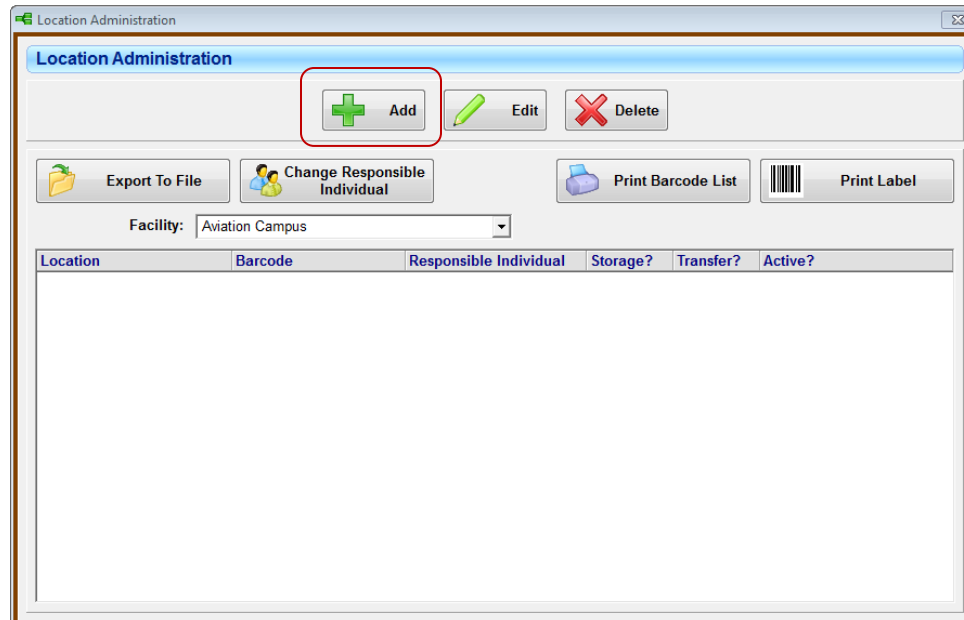 Location Administration
Location Administration
Add Edit Delete
Export To File Change Responsible Individual Print Barcode List Print Label
Facility: Aviation Campus
Location Barcode Responsible Individual Storage? Transfer? Active?